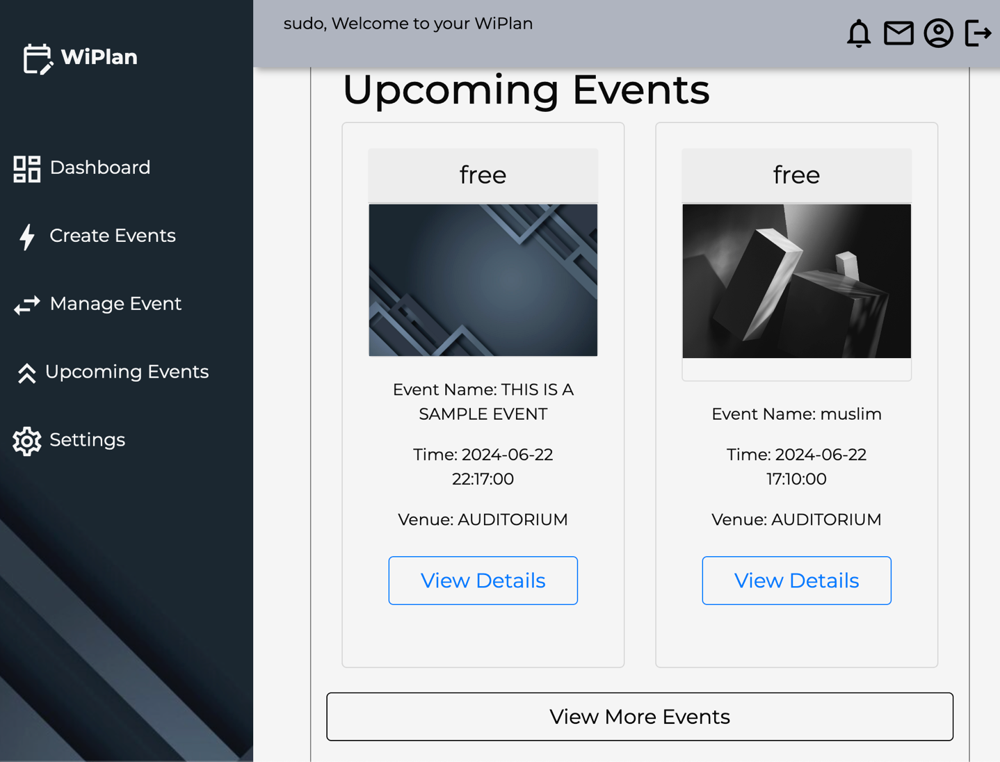 WiPlan
Dashboard
Create Events
Manage Event
Upcoming Events
Settings
sudo, Welcome to your WiPlan
Upcoming Events
free
Event Name: THIS IS A
SAMPLE EVENT
Time: 2024-06-22
22:17:00
Venue: AUDITORIUM
View Details
free
Event Name: muslim
Time: 2024-06-22
17:10:00
Venue: AUDITORIUM
View Details
View More Events